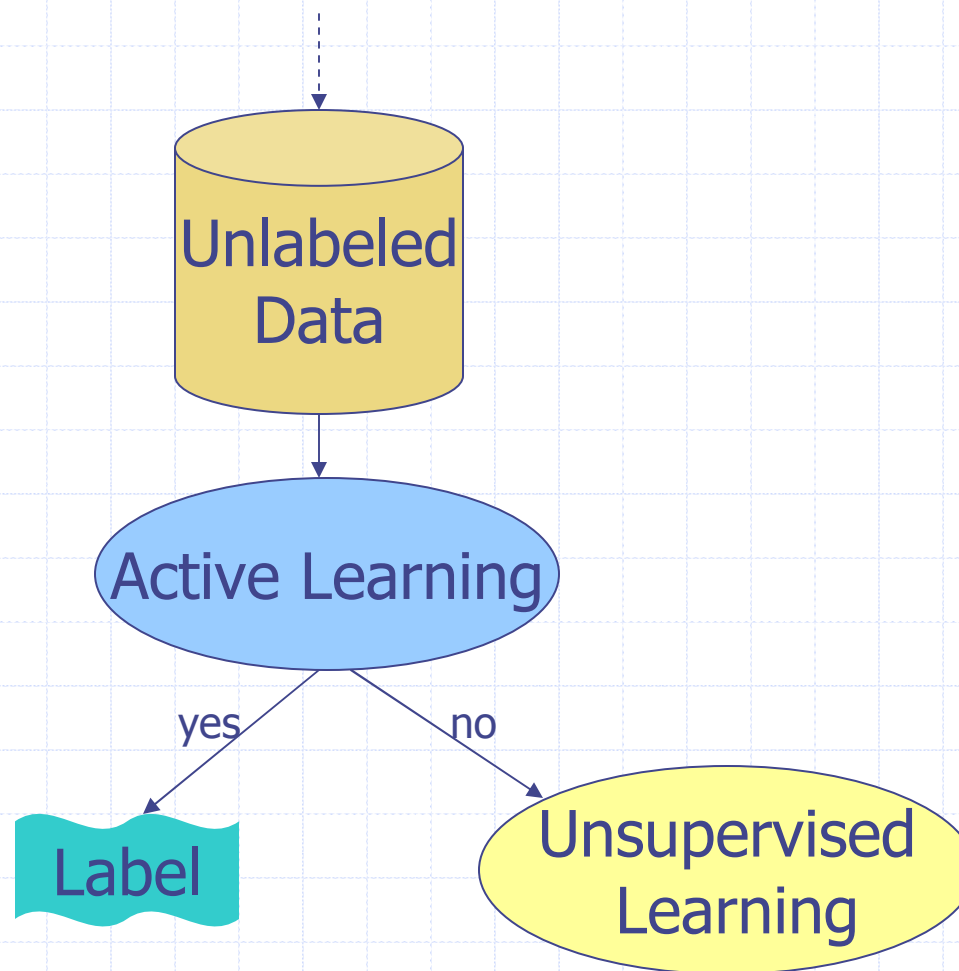 Unlabeled
Data
Active Learning
yes
no
Label
Unsupervised
Learning